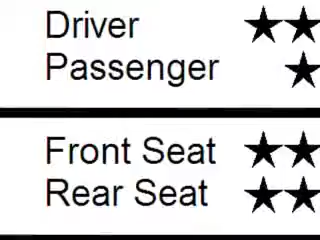 Driver ★★
Passenger ★
Front Seat ★★
Rear Seat ★★